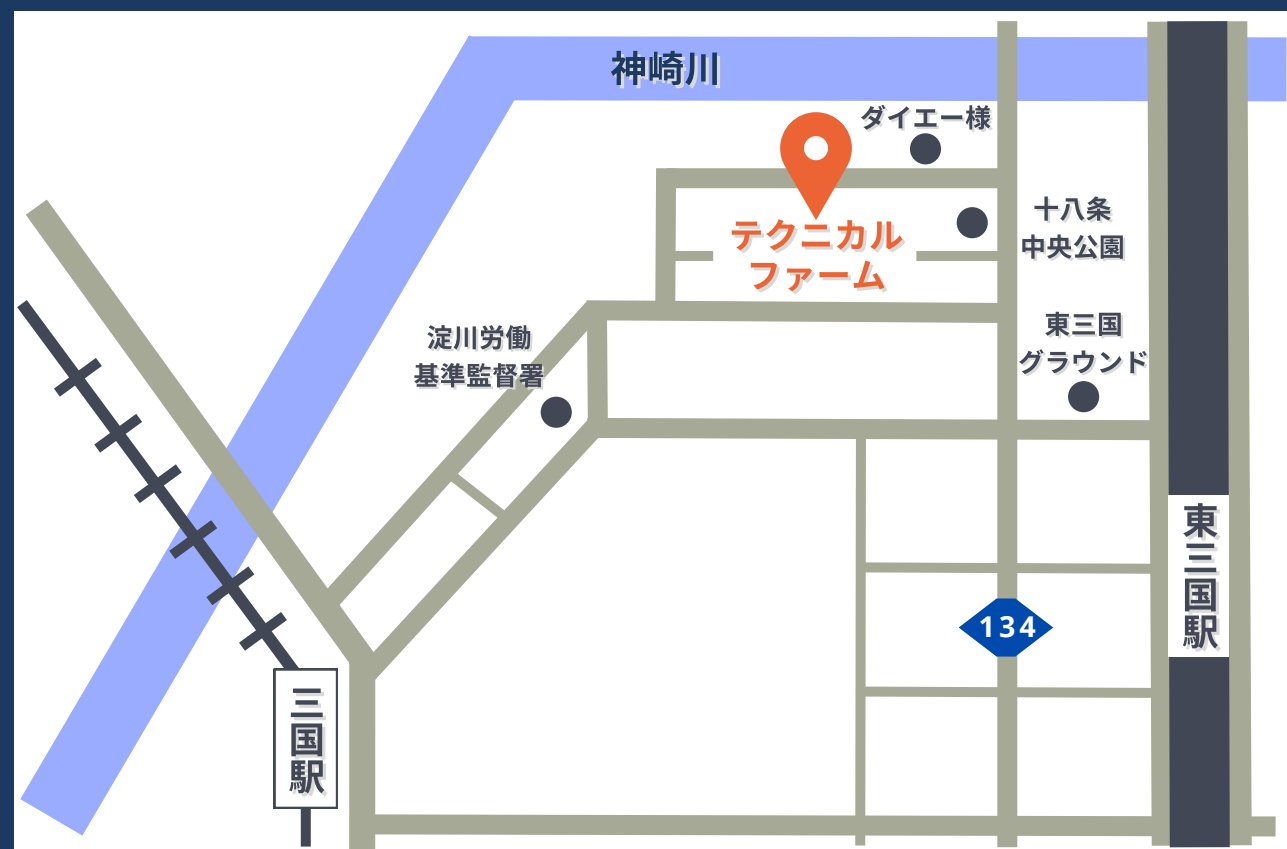 神崎川
ダイエー様
テクニカル
ファーム
十八条
中央公園
東三国
グラウンド
淀川労働
基準監督署
東三国駅
134
三国駅